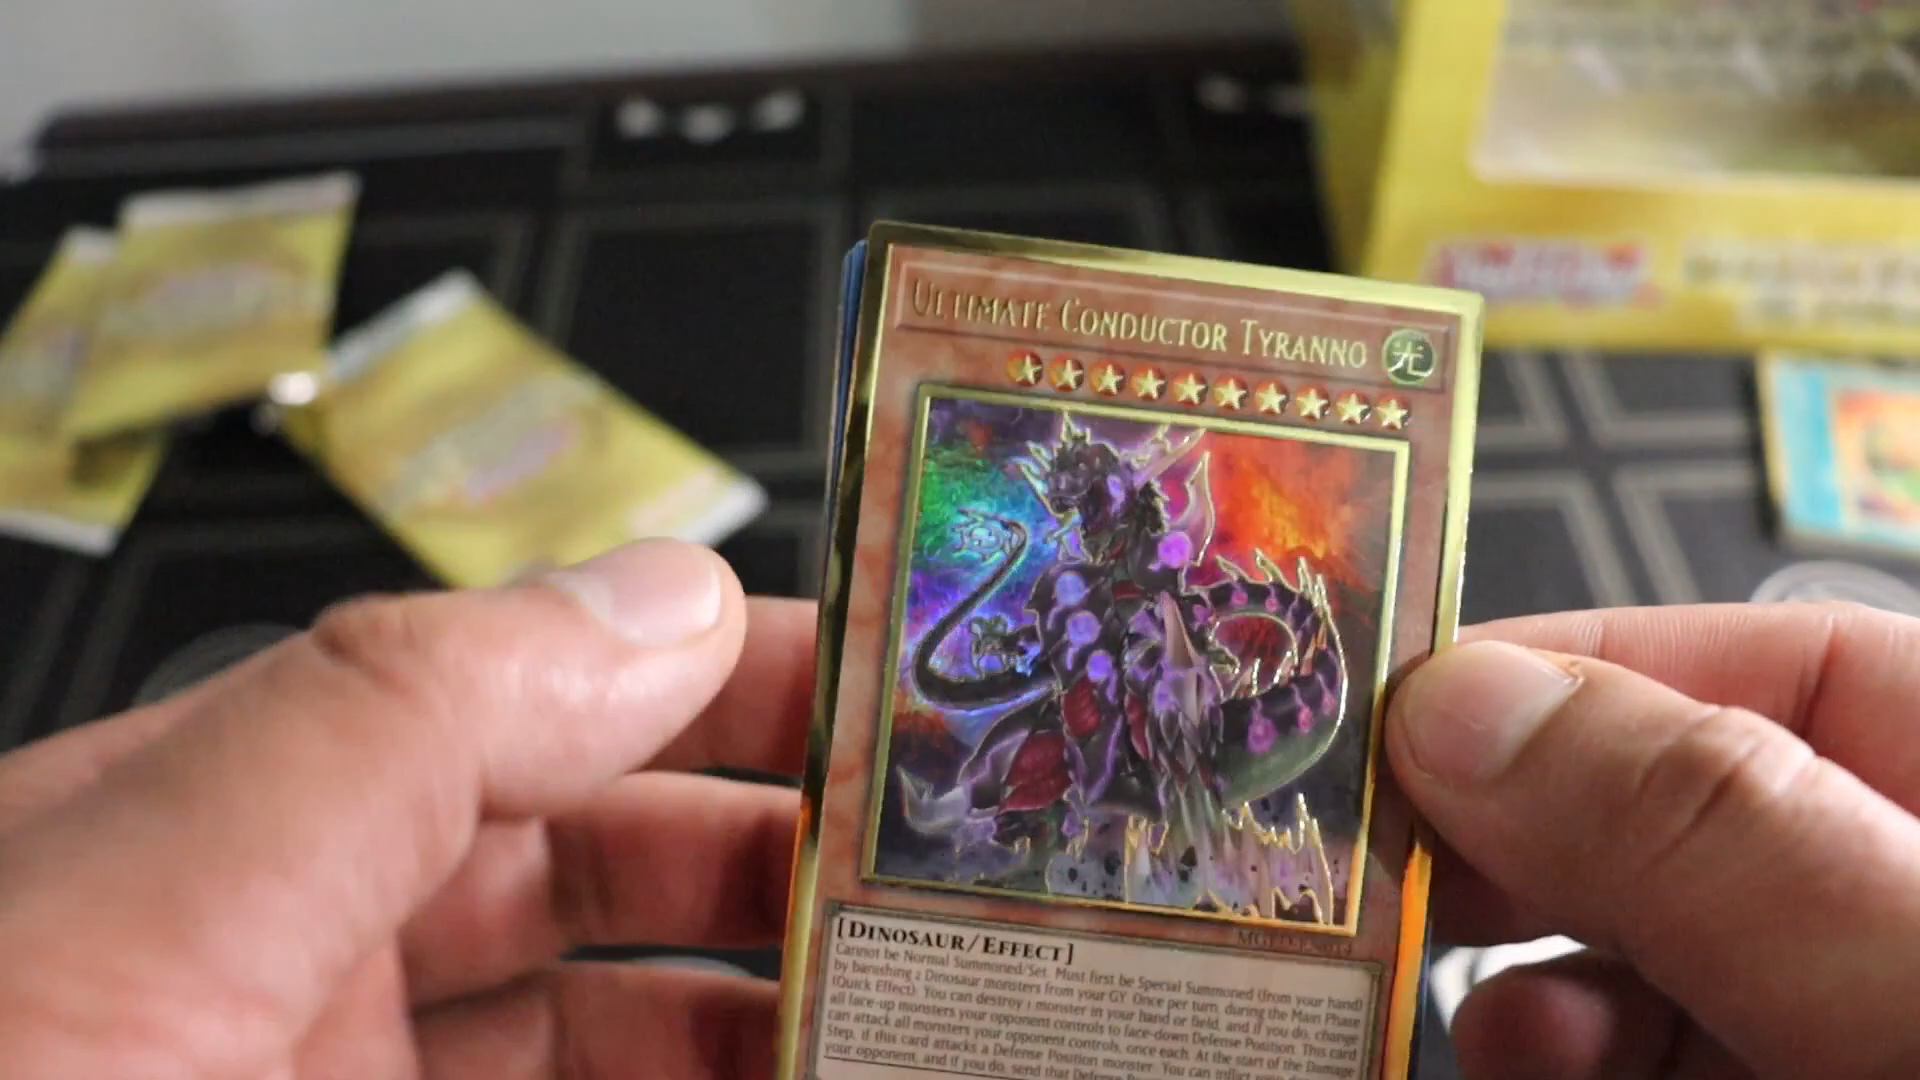 ULTIMATE CONDUCTOR TYRANNO
光
[DINOSAUR/EFFECT]
Cannot be Normal Summoned/Set. Must first be Special Summoned (from your hand)
by banishing 2 Dinosaur monsters from your GY. Once per turn, during the Main Phase
(Quick Effect): You can destroy 1 monster in your hand or field, and if you do, change
all face-up monsters your opponent controls to face-down Defense Position. This card
can attack all monsters your opponent controls, once each. At the start of the Damage
Step, if this card attacks a Defense Position monster: You can inflict
your opponent, and if you do, send that Defense